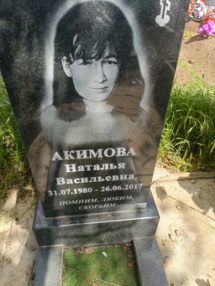 АКИМОВА
Наталья
Васильевна
31.07.1980 - 26.06.2017
ПОМНИМ, ЛЮБИМ,
СКОРБИМ